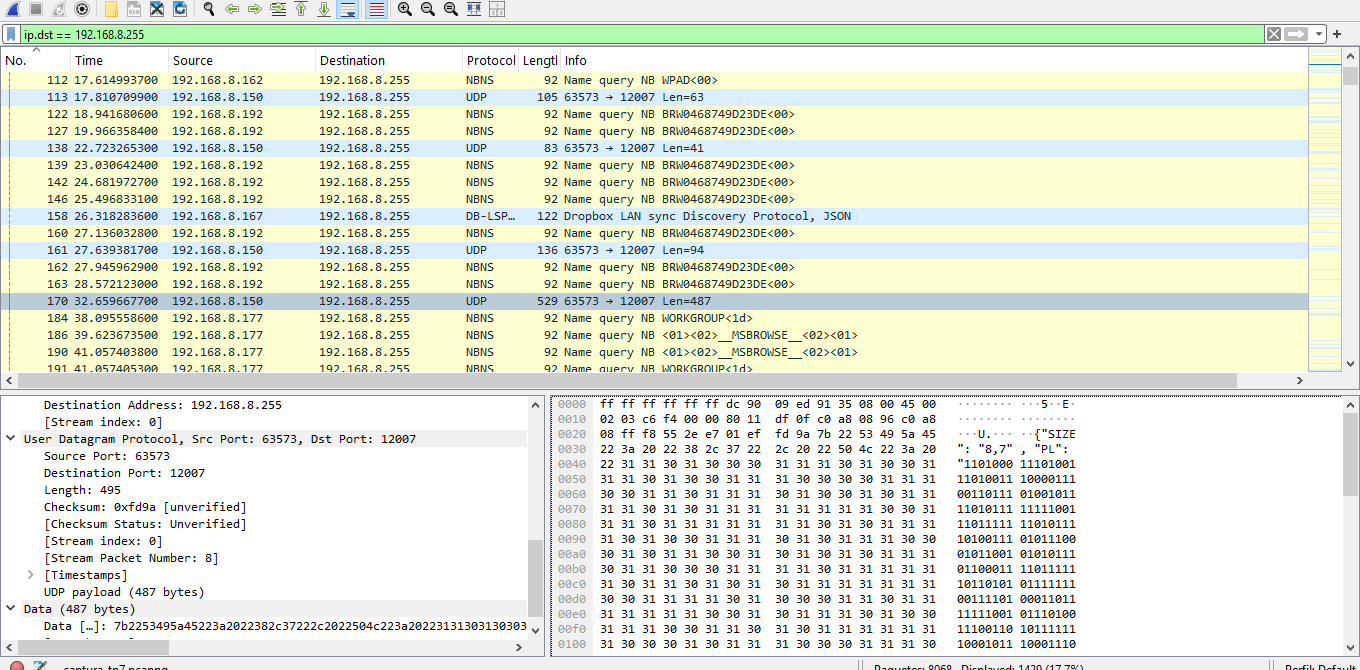 ip.dst == 192.168.8.255
No. Time Source Destination Protocol Lengtl Info
112 17.614993700 192.168.8.162 192.168.8.255 NBNS 92 Name query NB WPAD<00>
113 17.810709900 192.168.8.150 192.168.8.255 UDP 105 63573 → 12007 Len=63
122 18.941680600 192.168.8.192 192.168.8.255 NBNS 92 Name query NB BRW0468749D23DE<00>
127 19.966358400 192.168.8.192 192.168.8.255 NBNS 92 Name query NB BRW0468749D23DE<00>
138 22.723265300 192.168.8.150 192.168.8.255 UDP 83 63573 → 12007 Len=41
139 23.030642400 192.168.8.192 192.168.8.255 NBNS 92 Name query NB BRW0468749D23DE<00>
142 24.681972700 192.168.8.192 192.168.8.255 NBNS 92 Name query NB BRW0468749D23DE<00>
146 25.496833100 192.168.8.192 192.168.8.255 NBNS 92 Name query NB BRW0468749D23DE<00>
158 26.318283600 192.168.8.167 192.168.8.255 DB-LSP… 122 Dropbox LAN sync Discovery Protocol, JSON
160 27.136032800 192.168.8.192 192.168.8.255 NBNS 92 Name query NB BRW0468749D23DE<00>
161 27.639381700 192.168.8.150 192.168.8.255 UDP 136 63573 → 12007 Len=94
162 27.945962900 192.168.8.192 192.168.8.255 NBNS 92 Name query NB BRW0468749D23DE<00>
163 28.572123000 192.168.8.192 192.168.8.255 NBNS 92 Name query NB BRW0468749D23DE<00>
170 32.659667700 192.168.8.150 192.168.8.255 UDP 529 63573 → 12007 Len=487
184 38.095558600 192.168.8.177 192.168.8.255 NBNS 92 Name query NB WORKGROUP<1d>
186 39.623673500 192.168.8.177 192.168.8.255 NBNS 92 Name query NB <01><02>__MSBROWSE__<02><01>
190 41.057403800 192.168.8.177 192.168.8.255 NBNS 92 Name query NB <01><02>__MSBROWSE__<02><01>
191 41.057405300 192.168.8.177 192.168.8.255 NBNS 92 Name query NB WORKGROUP<1d>
Destination Address: 192.168.8.255
[Stream index: 0]
User Datagram Protocol, Src Port: 63573, Dst Port: 12007
Source Port: 63573
Destination Port: 12007
Length: 495
Checksum: 0xfd9a [unverified]
[Checksum Status: Unverified]
[Stream index: 0]
[Stream Packet Number: 8]
[Timestamps]
UDP payload (487 bytes)
Data (487 bytes)
Data […]: 7b2253495a45223a2022382c37222c2022504c223a20223131303130303
0000 ff ff ff ff ff ff dc 90 09 ed 91 35 08 00 45 00 ········ ···5··E·
0010 02 03 c6 f4 00 00 80 11 df 0f c0 a8 08 96 c0 a8 ········ ········
0020 08 ff f8 55 2e e7 01 ef fd 9a 7b 22 53 49 5a 45 ···U.··· ··{"SIZE
0030 22 3a 20 22 38 2c 37 22 2c 20 22 50 4c 22 3a 20 ": "8,7" , "PL":
0040 22 31 31 30 31 30 30 30 31 31 31 30 31 30 30 31 "1101000 11101001
0050 31 31 30 31 30 30 31 31 31 30 30 30 30 31 31 31 11010011 10000111
0060 30 30 31 31 30 31 31 31 30 31 30 30 31 30 31 31 00110111 01001011
0070 31 31 30 31 30 31 31 31 31 31 31 31 31 30 30 31 11010111 11111001
0080 31 31 30 31 31 31 31 31 31 31 30 31 30 31 31 31 11011111 11010111
0090 31 30 31 30 30 31 31 31 30 31 30 31 31 31 30 30 10100111 01011100
00a0 30 31 30 31 31 30 30 31 30 31 30 31 30 31 31 31 01011001 01010111
00b0 30 31 31 30 30 30 31 31 31 31 30 31 31 31 31 31 01100011 11011111
00c0 31 30 31 31 30 31 30 31 30 31 31 31 31 31 31 31 10110101 01111111
00d0 30 30 31 31 31 31 30 31 30 30 30 31 31 30 31 31 00111101 00011011
00e0 31 31 31 31 31 30 30 31 30 31 31 31 30 31 30 30 11111001 01110100
00f0 31 31 31 30 30 31 31 30 31 30 31 31 31 31 31 31 11100110 10111111
0100 31 30 30 30 31 30 31 31 31 30 30 30 31 31 31 30 10001011 10001110
captura_tp7.pcapng
Paquetes: 8068 · Displayed: 1429 (17.7%)
Perfil: Default